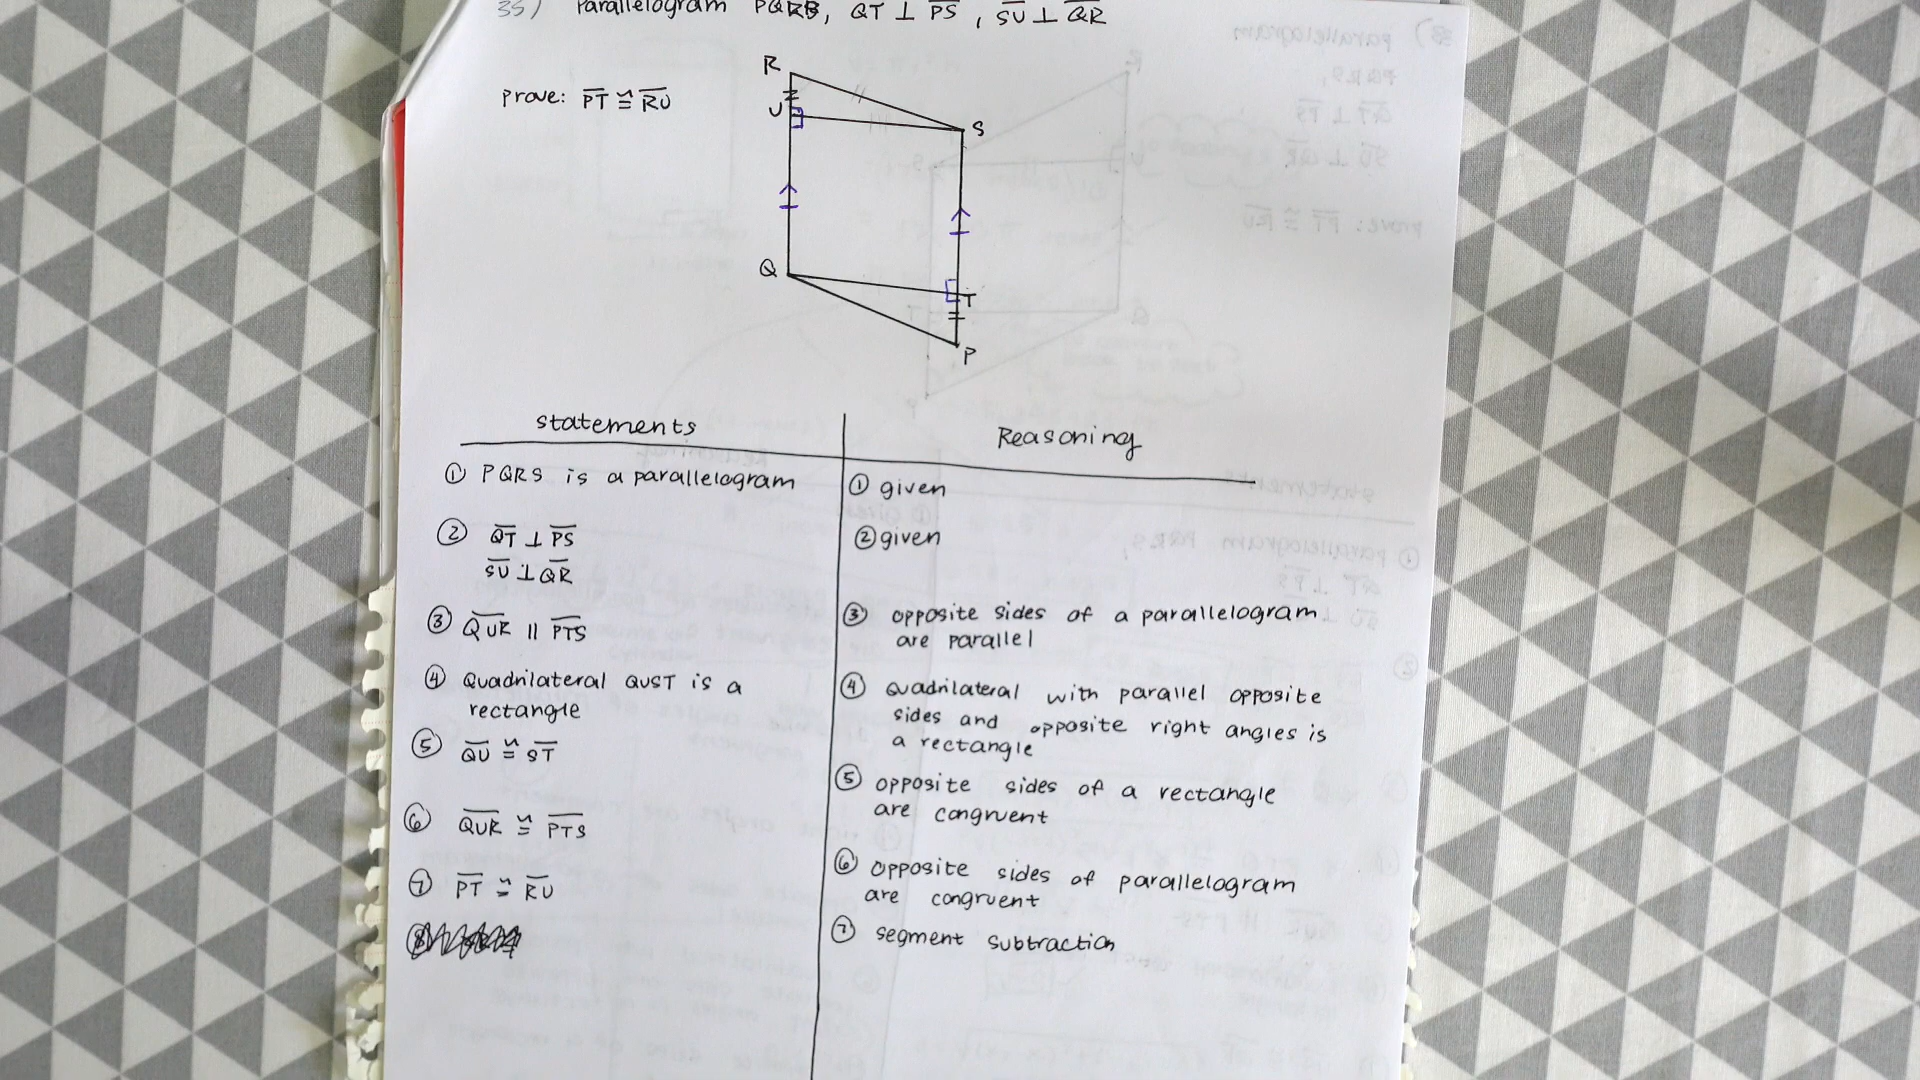 35) Parallelogram PQRS, QT ⊥ PS, SU ⊥ QR
prove: PT ≅ RU
R
U
S
Q
T
P
statements
Reasoning
① PQRS is a parallelogram
① given
② QT ⊥ PS
SU ⊥ QR
② given
③ QUR || PTS
③ opposite sides of a parallelogram
are parallel
④ Quadrilateral QUST is a
rectangle
④ Quadrilateral with parallel opposite
sides and opposite right angles is
a rectangle
⑤ QU ≅ ST
⑤ opposite sides of a rectangle
are congruent
⑥ QUR ≅ PTS
⑥ opposite sides of parallelogram
are congruent
⑦ PT ≅ RU
⑦ segment subtraction